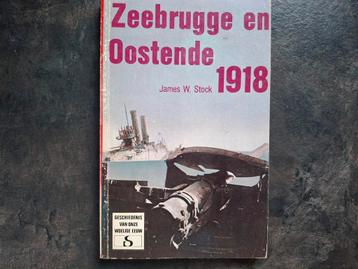 Zeebrugge en
Oostende
1918
James W. Stock
GESCHIEDENIS
VAN ONZE
WOELIGE EEUW
S